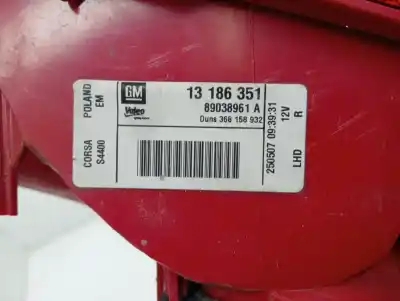 POLAND
EM
CORSA
S4400
GM
Valeo
13 186 351
89038961 A
Duns 368 158 932
250507 09:39:31
12V
R
LHD